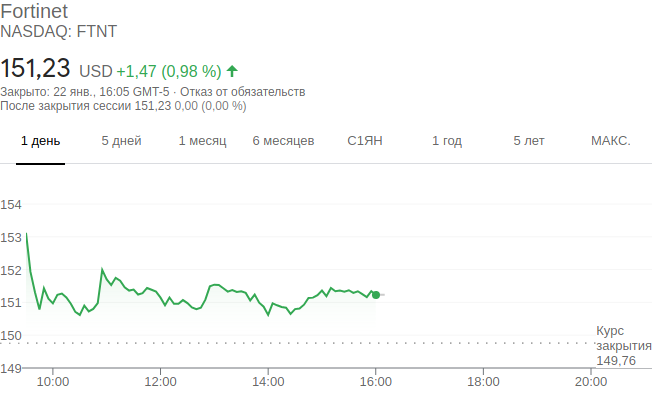 Fortinet
NASDAQ: FTNT
151,23 USD +1,47 (0,98 %)
Закрыто: 22 янв., 16:05 GMT-5 · Отказ от обязательств
После закрытия сессии 151,23 0,00 (0,00 %)
1 день 5 дней 1 месяц 6 месяцев С1ЯН 1 год 5 лет МАКС.
154
153
152
151
150
149
Курс
закрытия
149,76
10:00 12:00 14:00 16:00 18:00 20:00